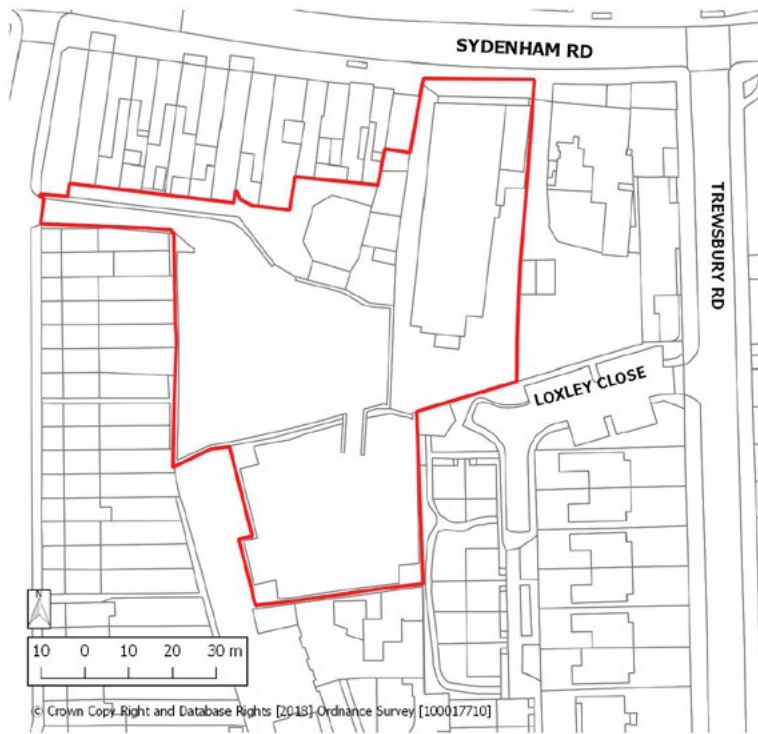 SYDENHAM RD
TREWSBURY RD
LOXLEY CLOSE
N
10 0 10 20 30 m
© Crown Copy Right and Database Rights [2018] Ordnance Survey [100017710]